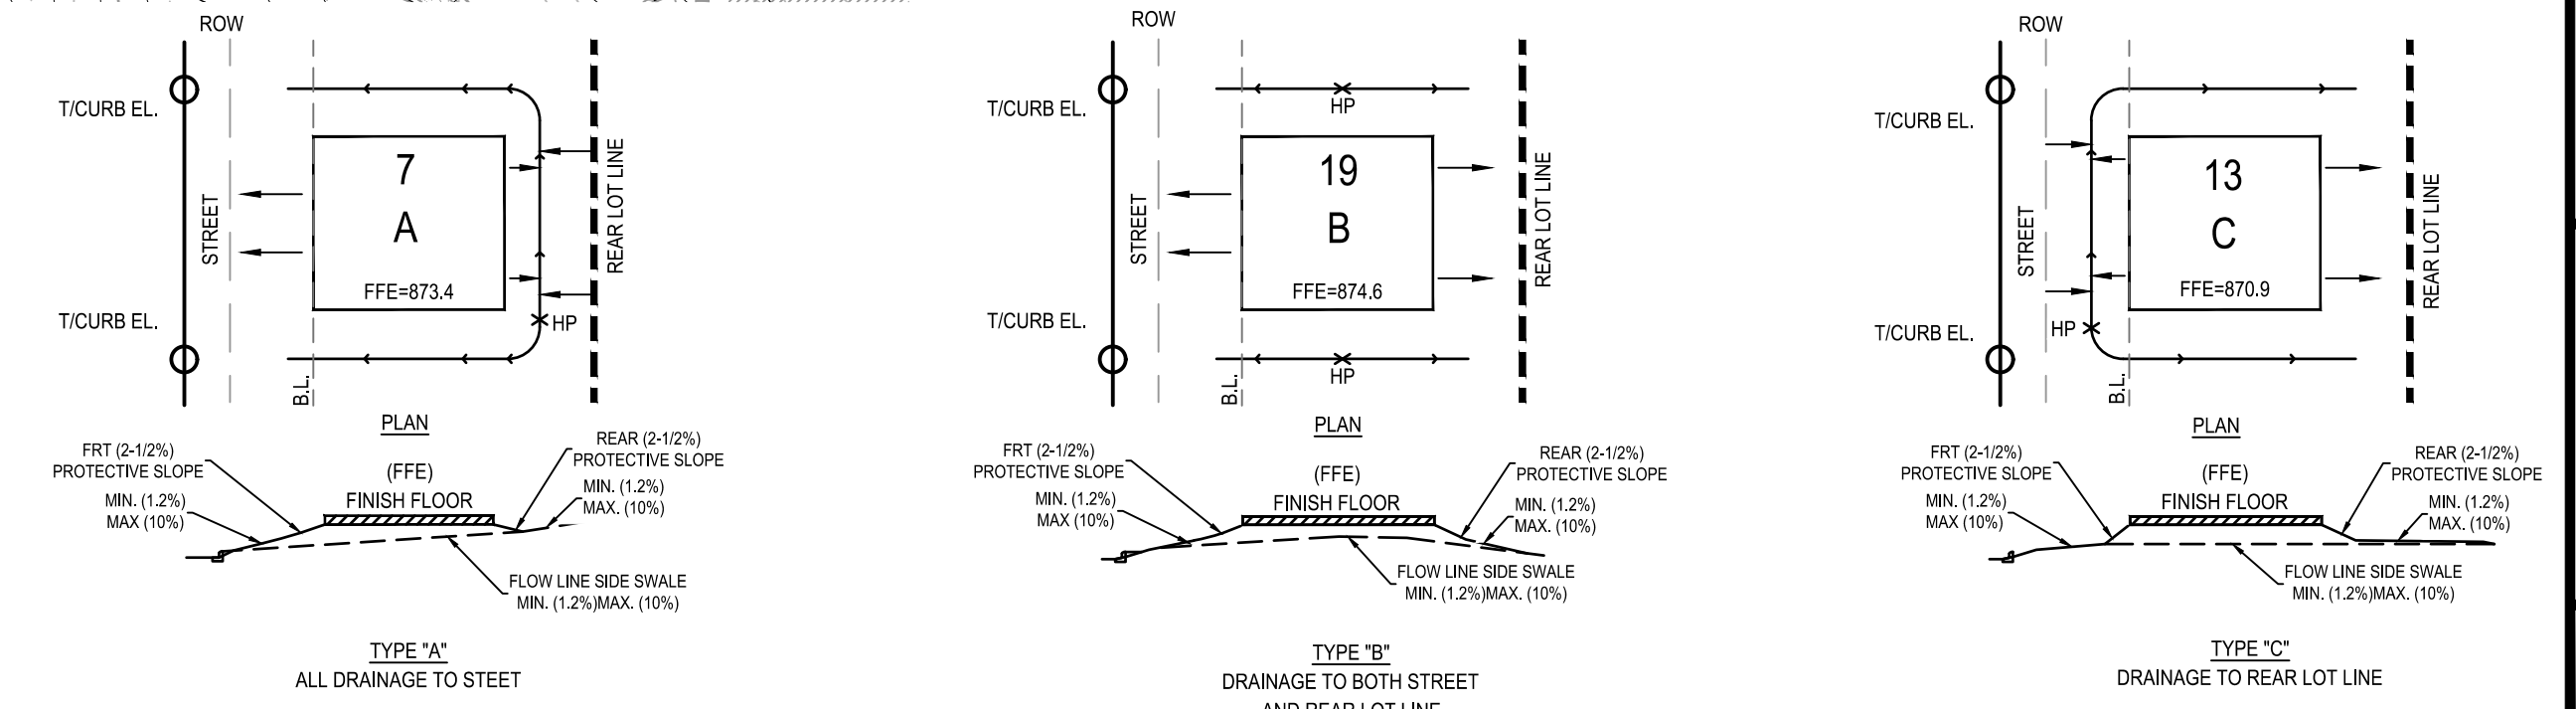 ROW
T/CURB EL.
STREET
7
A
FFE=873.4
REAR LOT LINE
T/CURB EL.
HP
B.L.
PLAN
FRT (2-1/2%)
PROTECTIVE SLOPE
MIN. (1.2%)
MAX (10%)
(FFE)
FINISH FLOOR
REAR (2-1/2%)
PROTECTIVE SLOPE
MIN. (1.2%)
MAX. (10%)
FLOW LINE SIDE SWALE
MIN. (1.2%)MAX. (10%)
TYPE "A"
ALL DRAINAGE TO STEET
ROW
T/CURB EL.
HP
STREET
19
B
FFE=874.6
REAR LOT LINE
T/CURB EL.
HP
B.L.
PLAN
FRT (2-1/2%)
PROTECTIVE SLOPE
MIN. (1.2%)
MAX (10%)
(FFE)
FINISH FLOOR
REAR (2-1/2%)
PROTECTIVE SLOPE
MIN. (1.2%)
MAX. (10%)
FLOW LINE SIDE SWALE
MIN. (1.2%)MAX. (10%)
TYPE "B"
DRAINAGE TO BOTH STREET
AND REAR LOT LINE
ROW
T/CURB EL.
STREET
13
C
FFE=870.9
REAR LOT LINE
T/CURB EL.
HP
B.L.
PLAN
FRT (2-1/2%)
PROTECTIVE SLOPE
MIN. (1.2%)
MAX (10%)
(FFE)
FINISH FLOOR
REAR (2-1/2%)
PROTECTIVE SLOPE
MIN. (1.2%)
MAX. (10%)
FLOW LINE SIDE SWALE
MIN. (1.2%)MAX. (10%)
TYPE "C"
DRAINAGE TO REAR LOT LINE